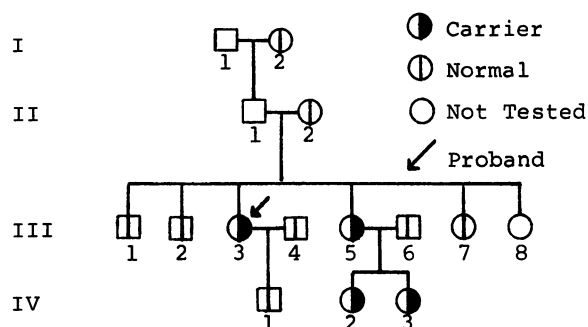 I
1 2
Carrier
Normal
II
1 2
Not Tested
Proband
III
1 2 3 4 5 6 7 8
IV
1 2 3